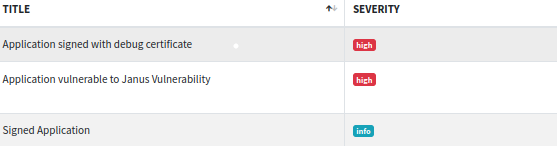 TITLE SEVERITY
Application signed with debug certificate high
Application vulnerable to Janus Vulnerability high
Signed Application info